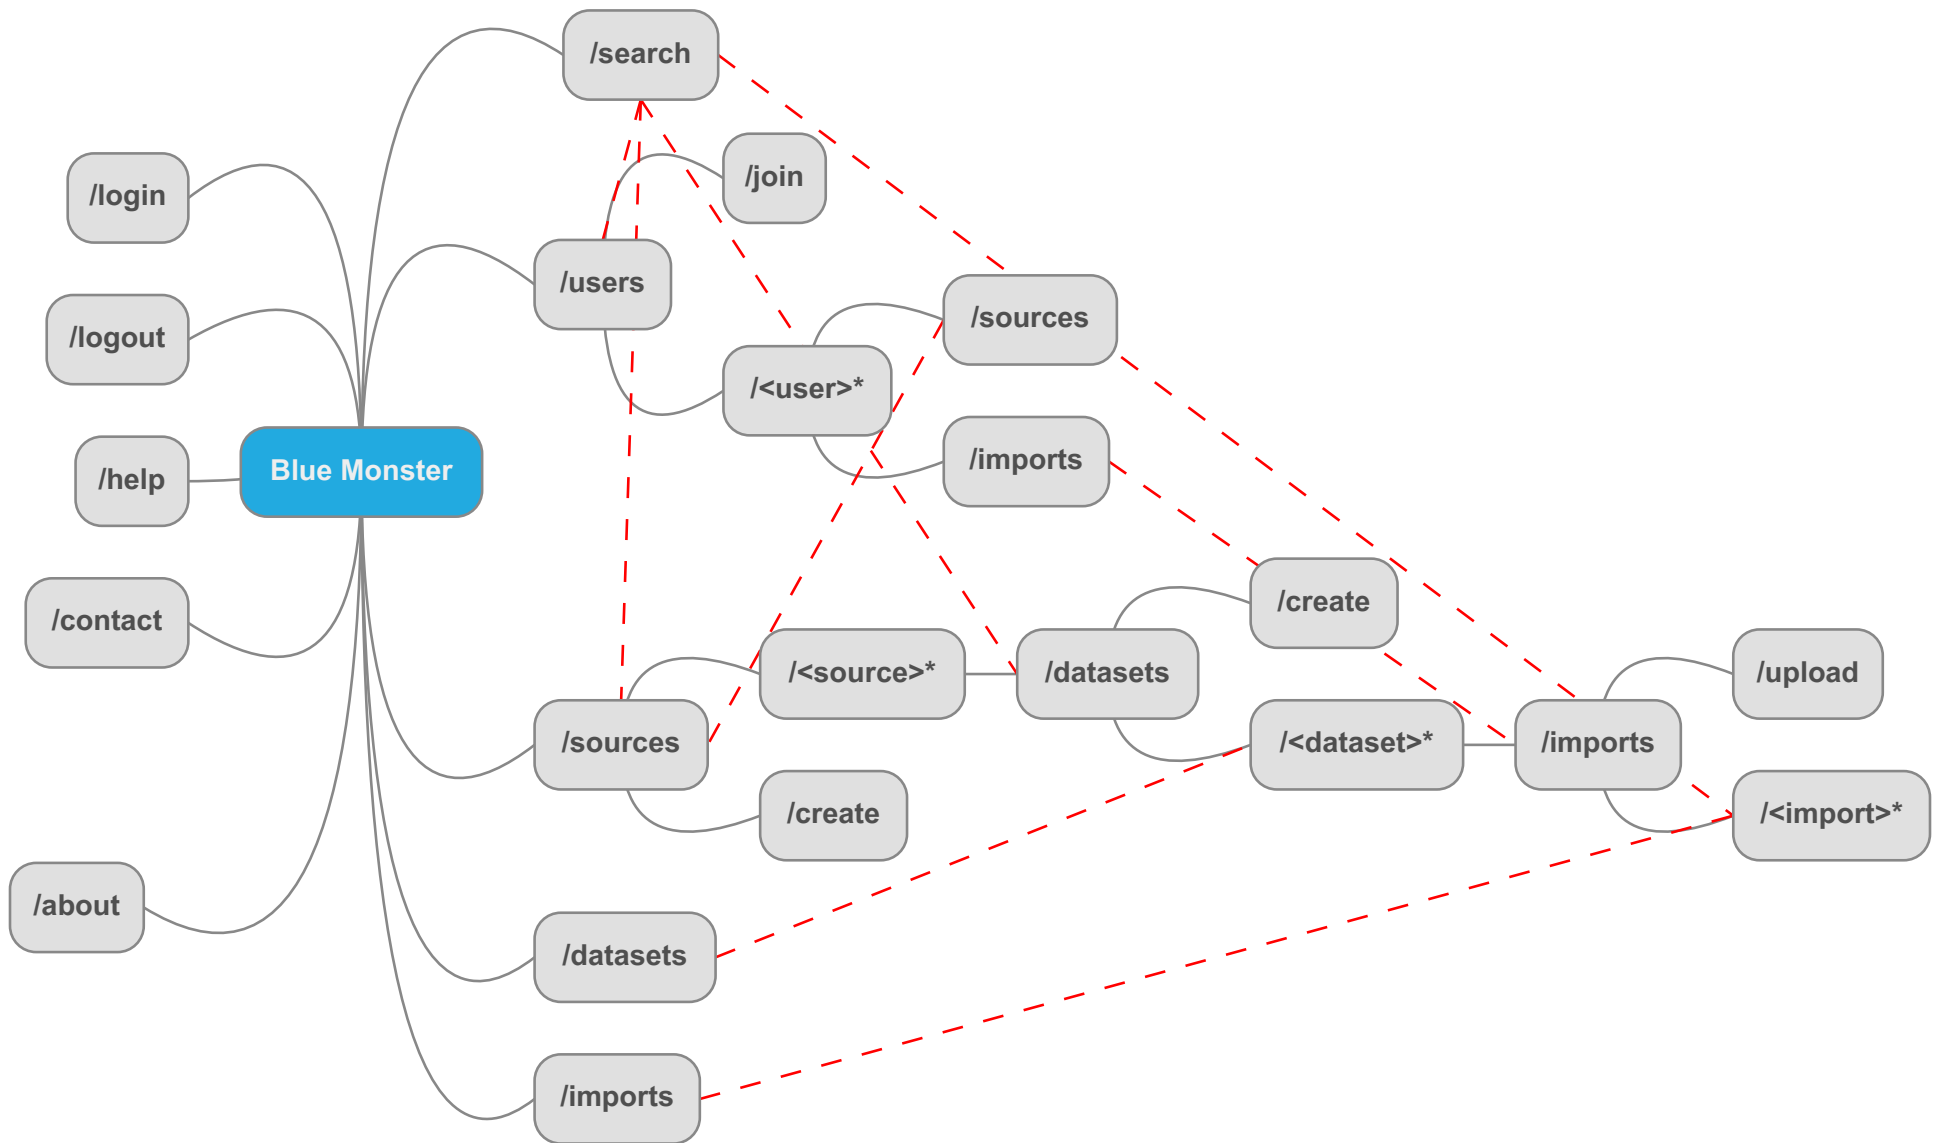 /search
/login
/join
/users
/logout
/sources
/<user>*
/help
Blue Monster
/imports
/contact
/create
/<source>*
/datasets
/upload
/sources
/<dataset>*
/imports
/create
/<import>*
/about
/datasets
/imports